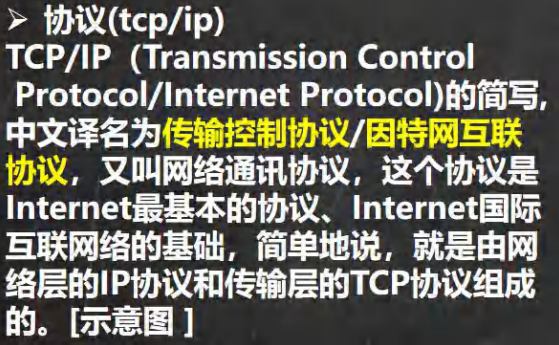 ➢ 协议(tcp/ip)
TCP/IP（Transmission Control
Protocol/Internet Protocol)的简写,
中文译名为传输控制协议/因特网互联
协议，又叫网络通讯协议，这个协议是
Internet最基本的协议、Internet国际
互联网络的基础，简单地说，就是由网
络层的IP协议和传输层的TCP协议组成
的。[示意图 ]